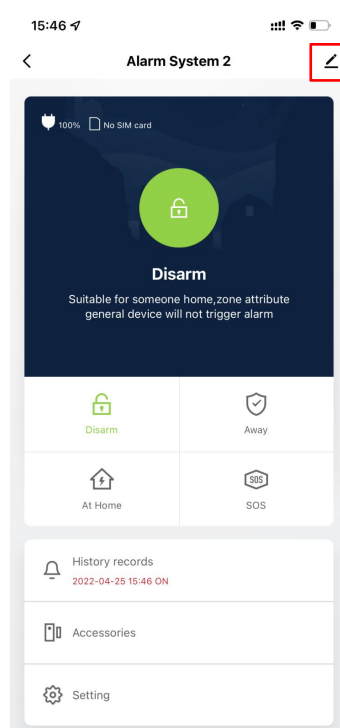 15:46
Alarm System 2
100% No SIM card
Disarm
Suitable for someone home,zone attribute
general device will not trigger alarm
Disarm
Away
At Home
SOS
SOS
History records
2022-04-25 15:46 ON
Accessories
Setting